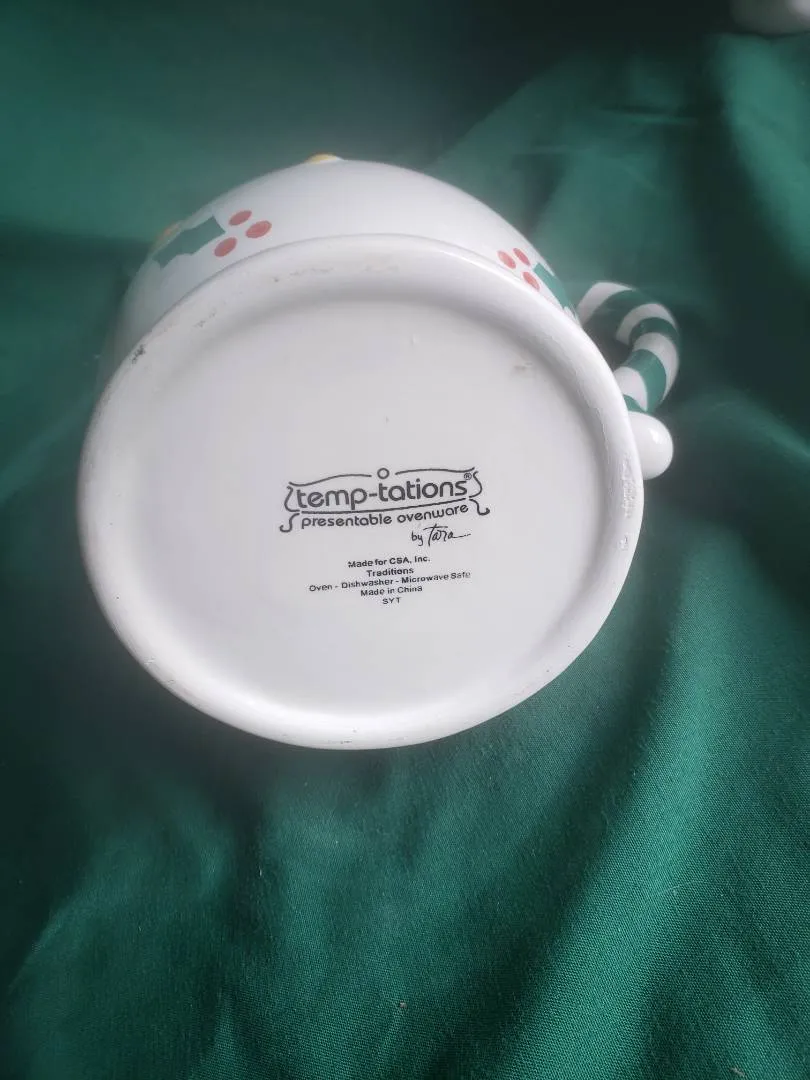 temp-tations®
presentable ovenware
by Tara
Made for CSA, Inc.
Traditions
Oven - Dishwasher - Microwave Safe
Made in China
SYT